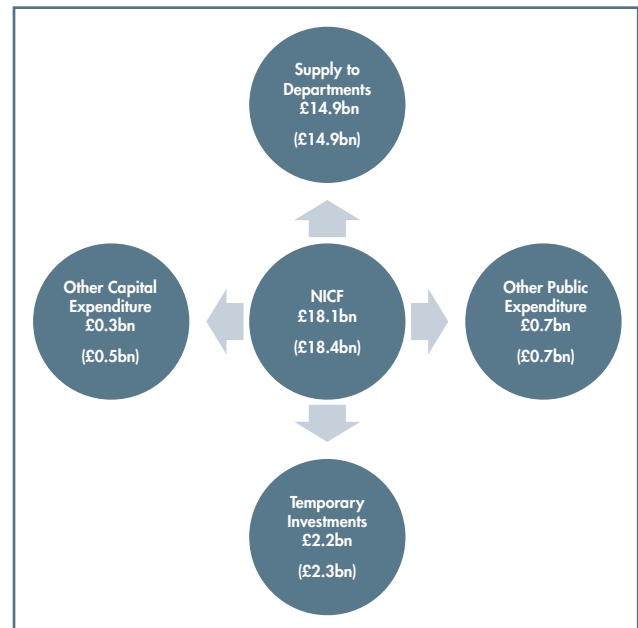 Supply to
Departments
£14.9bn
(£14.9bn)
Other Capital
Expenditure
£0.3bn
(£0.5bn)
NICF
£18.1bn
(£18.4bn)
Other Public
Expenditure
£0.7bn
(£0.7bn)
Temporary
Investments
£2.2bn
(£2.3bn)